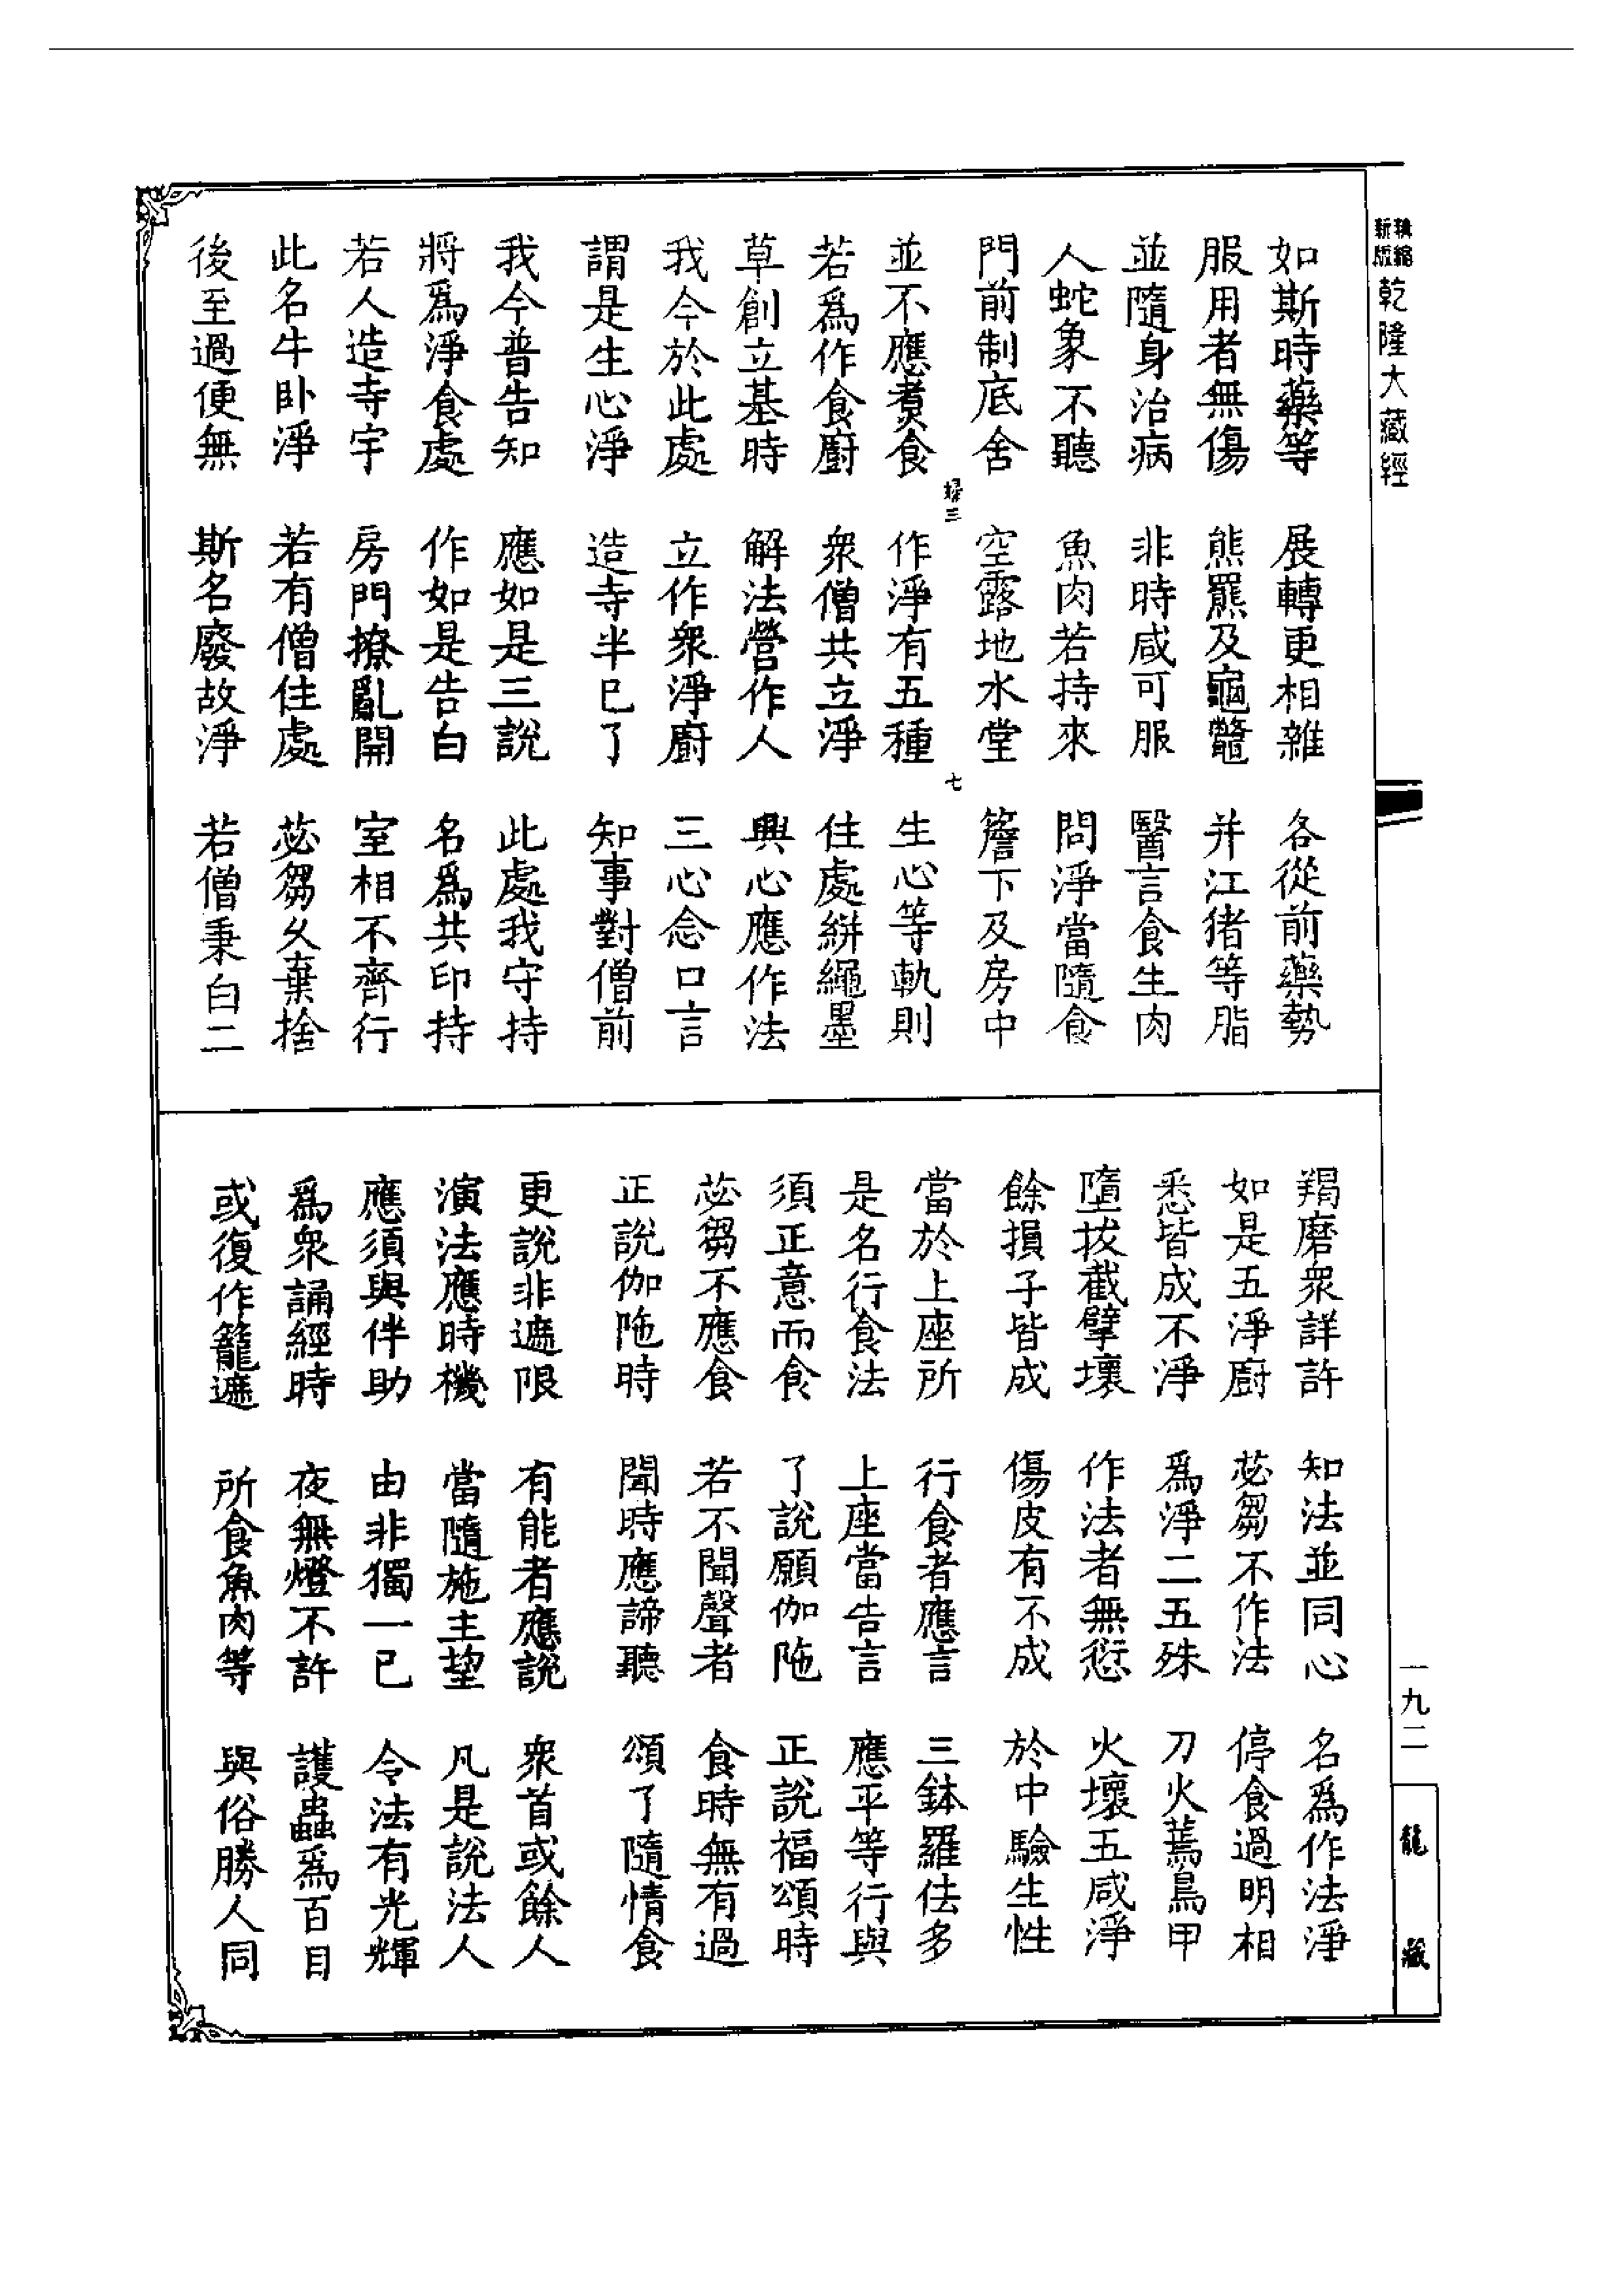 新縮
版縮
乾隆大藏經
如斯時藥等　展轉更相雜　各從前藥勢
服用者無傷　熊羆及龜鼈　并江猪等脂
並隨身治病　非時咸可服　醫言食生肉
人蛇象不聽　魚肉若持來　問淨當隨食
門前制底舍　空露地水堂　簷下及房中
三　七
並不應煑食　作淨有五種　生心等軌則
若爲作食廚　衆僧共立淨　住處絣繩墨
草創立基時　解法營作人　興心應作法
我今於此處　立作衆淨廚　三心念口言
謂是生心淨　造寺半已了　知事對僧前
我今普告知　應如是三說　此處我守持
將爲淨食處　作如是告白　名爲共印持
若人造寺宇　房門撩亂開　室相不齊行
此名牛卧淨　若有僧住處　苾芻久棄捨
後至過便無　斯名廢故淨　若僧秉白二
羯磨衆詳許　知法並同心　名爲作法淨
如是五淨廚　苾芻不作法　停食過明相
悉皆成不淨　爲淨二五殊　刀火蔫鳥甲
墮拔截擘壞　作法者無愆　火壞五咸淨
餘損子皆成　傷皮有不成　於中驗生性
當於上座所　行食者應言　三鉢羅佉多
是名行食法　上座當告言　應平等行與
須正意而食　了說願伽陁　正說福頌時
苾芻不應食　若不聞聲者　食時無有過
正說伽陁時　聞時應諦聽　頌了隨情食
更說非遮限　有能者應說　衆首或餘人
演法應時機　當隨施主望　凡是說法人
應須與伴助　由非獨一已　令法有光輝
爲衆誦經時　夜無燈不許　護蟲爲百目
或復作籠遮　所食魚肉等　與俗勝人同
一九二
龍藏